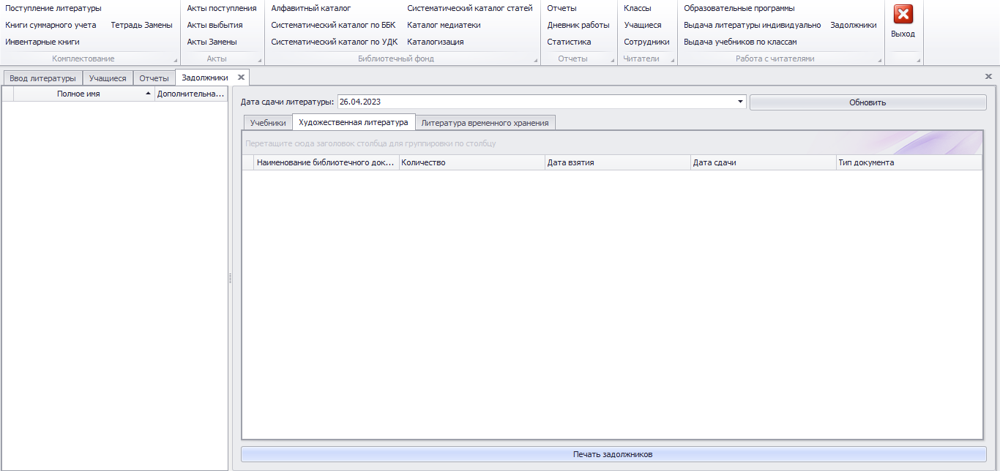 Поступление литературы
Книги суммарного учета Тетрадь Замены
Инвентарные книги
Комплектование
Акты поступления
Акты выбытия
Акты Замены
Акты
Алфавитный каталог Систематический каталог статей
Систематический каталог по ББК Каталог медиатеки
Систематический каталог по УДК Каталогизация
Библиотечный фонд
Отчеты
Дневник работы
Статистика
Отчеты
Классы
Учащиеся
Сотрудники
Читатели
Образовательные программы
Выдача литературы индивидуально Задолжники
Выдача учебников по классам
Работа с читателями
Выход
Ввод литературы Учащиеся Отчеты Задолжники
Полное имя Дополнительна...
Дата сдачи литературы: 26.04.2023 Обновить
Учебники Художественная литература Литература временного хранения
Перетащите сюда заголовок столбца для группировки по столбцу
Наименование библиотечного док... Количество Дата взятия Дата сдачи Тип документа
Печать задолжников